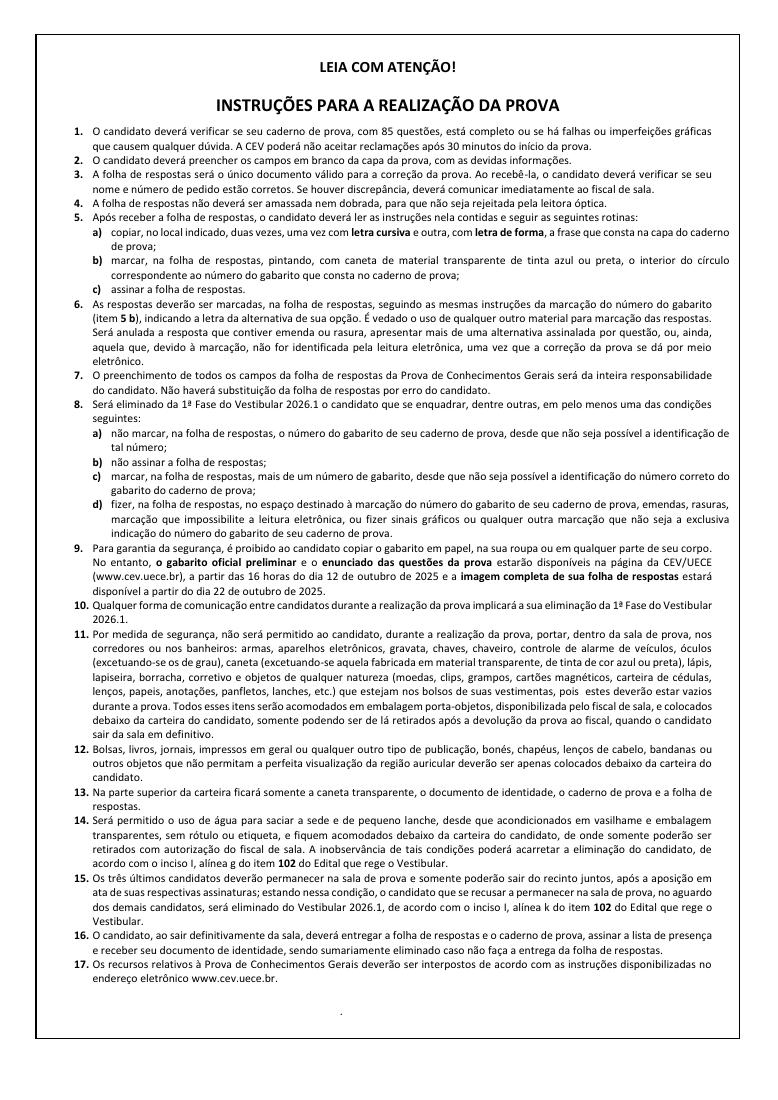 LEIA COM ATENÇÃO!
INSTRUÇÕES PARA A REALIZAÇÃO DA PROVA
1. O candidato deverá verificar se seu caderno de prova, com 85 questões, está completo ou se há falhas ou imperfeições gráficas
que causem qualquer dúvida. A CEV poderá não aceitar reclamações após 30 minutos do início da prova.
2. O candidato deverá preencher os campos em branco da capa da prova, com as devidas informações.
3. A folha de respostas será o único documento válido para a correção da prova. Ao recebê-la, o candidato deverá verificar se seu
nome e número de pedido estão corretos. Se houver discrepância, deverá comunicar imediatamente ao fiscal de sala.
4. A folha de respostas não deverá ser amassada nem dobrada, para que não seja rejeitada pela leitora óptica.
5. Após receber a folha de respostas, o candidato deverá ler as instruções nela contidas e seguir as seguintes rotinas:
a) copiar, no local indicado, duas vezes, uma vez com letra cursiva e outra, com letra de forma, a frase que consta na capa do caderno
de prova;
b) marcar, na folha de respostas, pintando, com caneta de material transparente de tinta azul ou preta, o interior do círculo
correspondente ao número do gabarito que consta no caderno de prova;
c) assinar a folha de respostas.
6. As respostas deverão ser marcadas, na folha de respostas, seguindo as mesmas instruções da marcação do número do gabarito
(item 5 b), indicando a letra da alternativa de sua opção. É vedado o uso de qualquer outro material para marcação das respostas.
Será anulada a resposta que contiver emenda ou rasura, apresentar mais de uma alternativa assinalada por questão, ou, ainda,
aquela que, devido à marcação, não for identificada pela leitura eletrônica, uma vez que a correção da prova se dá por meio
eletrônico.
7. O preenchimento de todos os campos da folha de respostas da Prova de Conhecimentos Gerais será da inteira responsabilidade
do candidato. Não haverá substituição da folha de respostas por erro do candidato.
8. Será eliminado da 1ª Fase do Vestibular 2026.1 o candidato que se enquadrar, dentre outras, em pelo menos uma das condições
seguintes:
a) não marcar, na folha de respostas, o número do gabarito de seu caderno de prova, desde que não seja possível a identificação de
tal número;
b) não assinar a folha de respostas;
c) marcar, na folha de respostas, mais de um número de gabarito, desde que não seja possível a identificação do número correto do
gabarito do caderno de prova;
d) fizer, na folha de respostas, no espaço destinado à marcação do número do gabarito de seu caderno de prova, emendas, rasuras,
marcação que impossibilite a leitura eletrônica, ou fizer sinais gráficos ou qualquer outra marcação que não seja a exclusiva
indicação do número do gabarito de seu caderno de prova.
9. Para garantia da segurança, é proibido ao candidato copiar o gabarito em papel, na sua roupa ou em qualquer parte de seu corpo.
No entanto, o gabarito oficial preliminar e o enunciado das questões da prova estarão disponíveis na página da CEV/UECE
(www.cev.uece.br), a partir das 16 horas do dia 12 de outubro de 2025 e a imagem completa de sua folha de respostas estará
disponível a partir do dia 22 de outubro de 2025.
10. Qualquer forma de comunicação entre candidatos durante a realização da prova implicará a sua eliminação da 1ª Fase do Vestibular
2026.1.
11. Por medida de segurança, não será permitido ao candidato, durante a realização da prova, portar, dentro da sala de prova, nos
corredores ou nos banheiros: armas, aparelhos eletrônicos, gravata, chaves, chaveiro, controle de alarme de veículos, óculos
(excetuando-se os de grau), caneta (excetuando-se aquela fabricada em material transparente, de tinta de cor azul ou preta), lápis,
lapiseira, borracha, corretivo e objetos de qualquer natureza (moedas, clips, grampos, cartões magnéticos, carteira de cédulas,
lenços, papeis, anotações, panfletos, lanches, etc.) que estejam nos bolsos de suas vestimentas, pois estes deverão estar vazios
durante a prova. Todos esses itens serão acomodados em embalagem porta-objetos, disponibilizada pelo fiscal de sala, e colocados
debaixo da carteira do candidato, somente podendo ser de lá retirados após a devolução da prova ao fiscal, quando o candidato
sair da sala em definitivo.
12. Bolsas, livros, jornais, impressos em geral ou qualquer outro tipo de publicação, bonés, chapéus, lenços de cabelo, bandanas ou
outros objetos que não permitam a perfeita visualização da região auricular deverão ser apenas colocados debaixo da carteira do
candidato.
13. Na parte superior da carteira ficará somente a caneta transparente, o documento de identidade, o caderno de prova e a folha de
respostas.
14. Será permitido o uso de água para saciar a sede e de pequeno lanche, desde que acondicionados em vasilhame e embalagem
transparentes, sem rótulo ou etiqueta, e fiquem acomodados debaixo da carteira do candidato, de onde somente poderão ser
retirados com autorização do fiscal de sala. A inobservância de tais condições poderá acarretar a eliminação do candidato, de
acordo com o inciso I, alínea g do item 102 do Edital que rege o Vestibular.
15. Os três últimos candidatos deverão permanecer na sala de prova e somente poderão sair do recinto juntos, após a aposição em
ata de suas respectivas assinaturas; estando nessa condição, o candidato que se recusar a permanecer na sala de prova, no aguardo
dos demais candidatos, será eliminado do Vestibular 2026.1, de acordo com o inciso I, alínea k do item 102 do Edital que rege o
Vestibular.
16. O candidato, ao sair definitivamente da sala, deverá entregar a folha de respostas e o caderno de prova, assinar a lista de presença
e receber seu documento de identidade, sendo sumariamente eliminado caso não faça a entrega da folha de respostas.
17. Os recursos relativos à Prova de Conhecimentos Gerais deverão ser interpostos de acordo com as instruções disponibilizadas no
endereço eletrônico www.cev.uece.br.
.